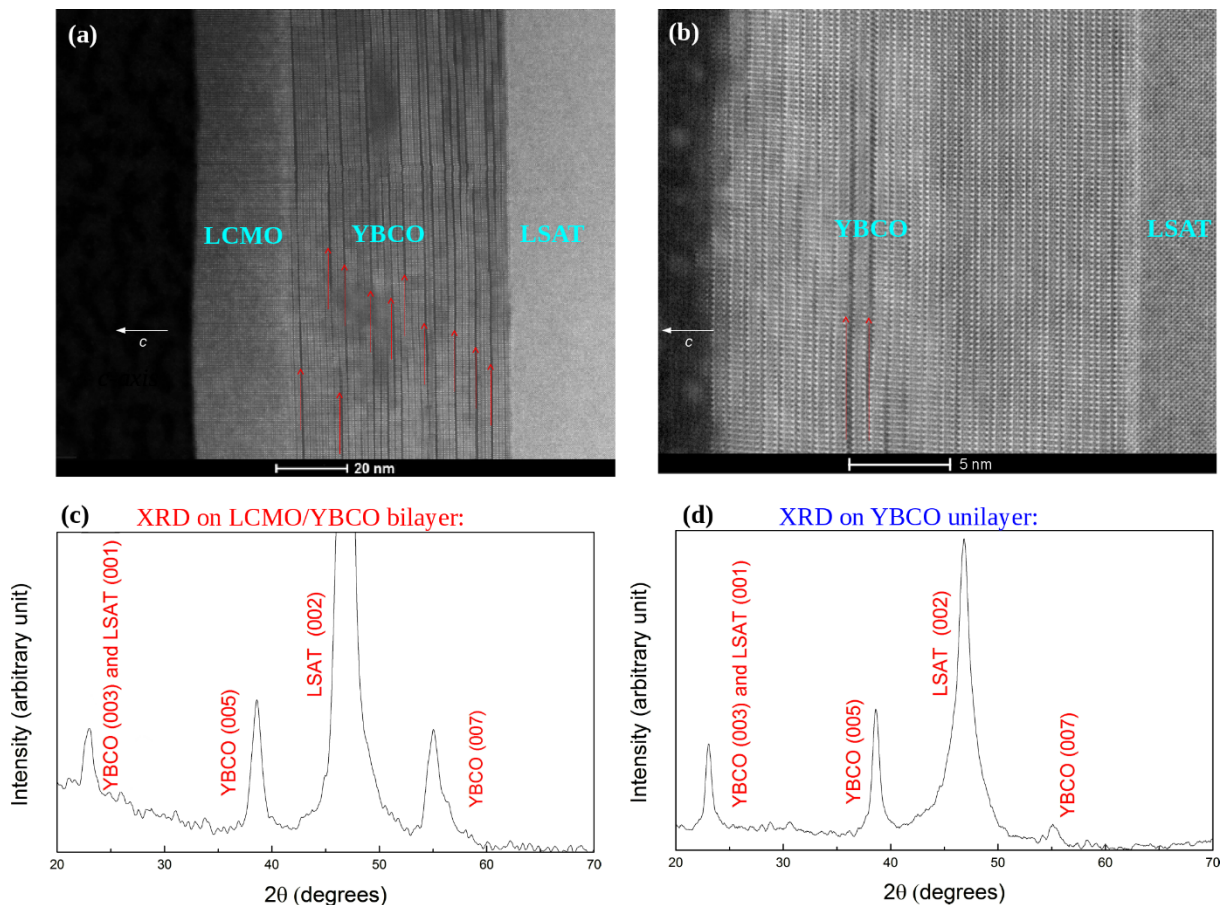 (a)
LCMO
YBCO
LSAT
c
20 nm
(b)
YBCO
LSAT
c
5 nm
(c)
XRD on LCMO/YBCO bilayer:
Intensity (arbitrary unit)
YBCO (003) and LSAT (001)
YBCO (005)
LSAT (002)
YBCO (007)
20 30 40 50 60 70
2θ (degrees)
(d)
XRD on YBCO unilayer:
Intensity (arbitrary unit)
YBCO (003) and LSAT (001)
YBCO (005)
LSAT (002)
YBCO (007)
20 30 40 50 60 70
2θ (degrees)